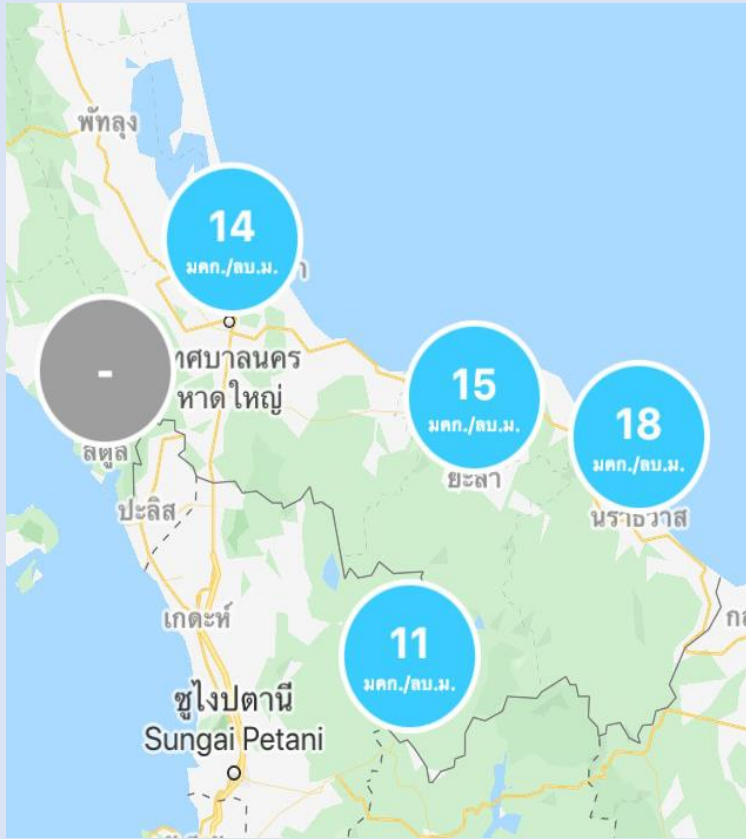 พัทลุง
14
มคก./ลบ.ม.
-
ทศบาลนคร
หาดใหญ่
15
มคก./ลบ.ม.
18
มคก./ลบ.ม.
สตูล
ยะลา
ปะลิส
นราธิวาส
เกดะห์
11
มคก./ลบ.ม.
ซูไงปตานี
Sungai Petani